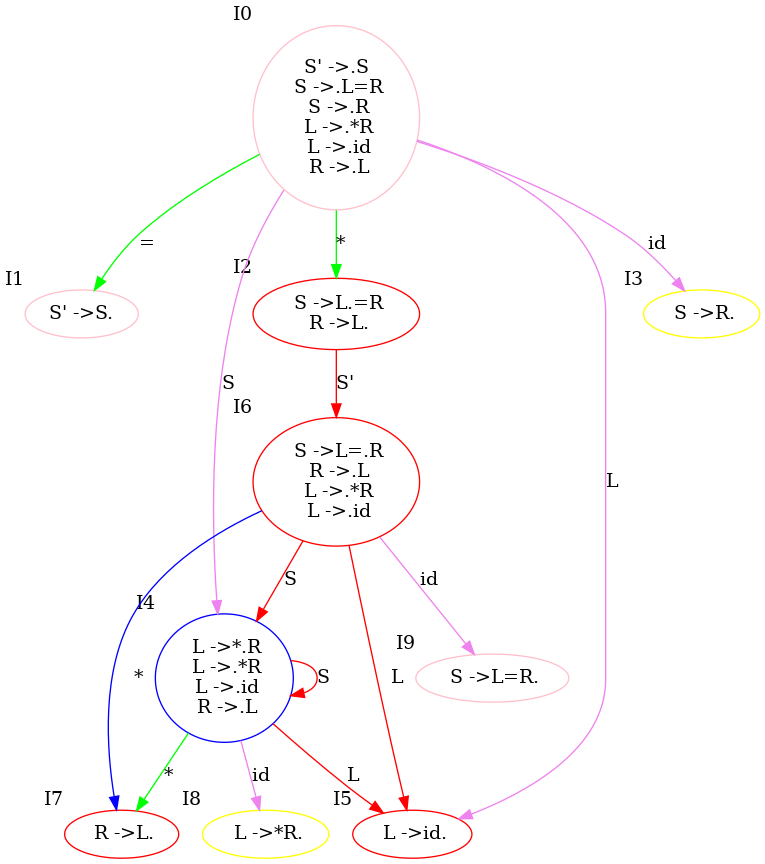 I0
S' ->.S
S ->.L=R
S ->.R
L ->.*R
L ->.id
R ->.L
=
*
id
I1
I2
I3
S' ->S.
S ->L.=R
R ->L.
S ->R.
S
S'
I6
S ->L=.R
R ->.L
L ->.*R
L ->.id
L
S
id
I4
L ->*.R
L ->.*R
L ->.id
R ->.L
S
*
L
I9
S ->L=R.
*
id
L
I7
I8
I5
R ->L.
L ->*R.
L ->id.